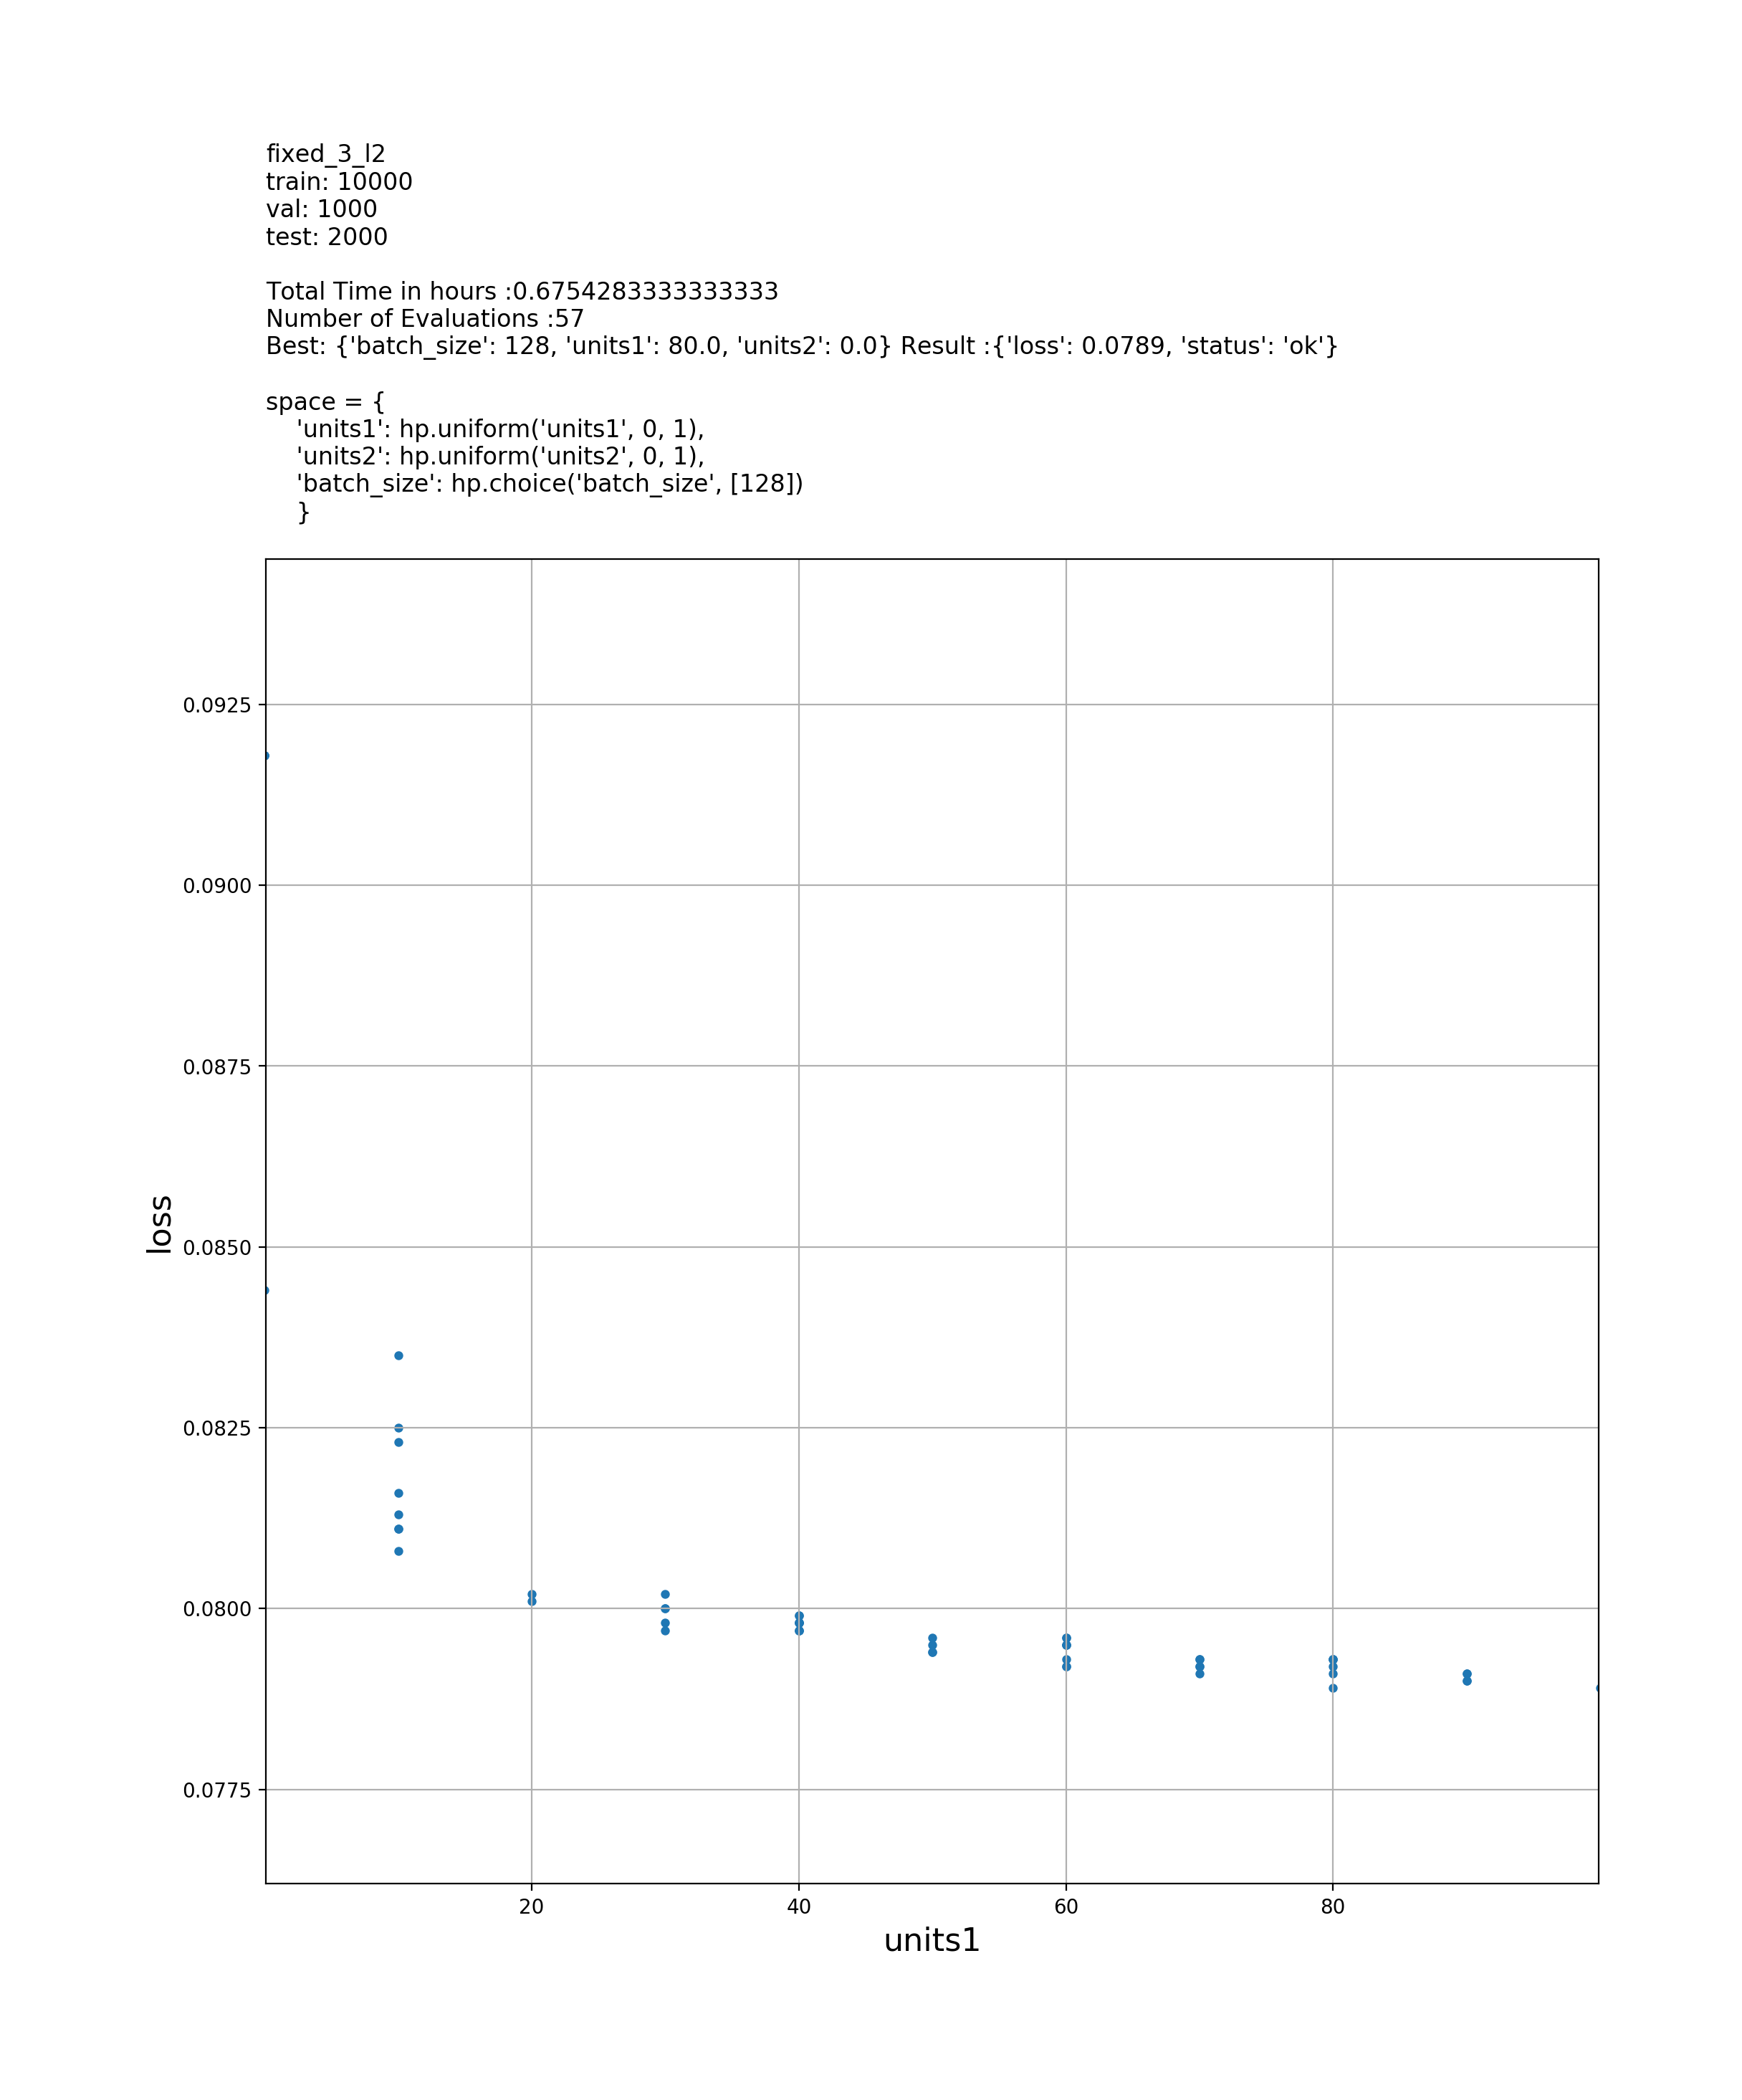 fixed_3_l2
train: 10000
val: 1000
test: 2000
Total Time in hours :0.6754283333333333
Number of Evaluations :57
Best: {'batch_size': 128, 'units1': 80.0, 'units2': 0.0} Result :{'loss': 0.0789, 'status': 'ok'}
space = {
'units1': hp.uniform('units1', 0, 1),
'units2': hp.uniform('units2', 0, 1),
'batch_size': hp.choice('batch_size', [128])
}
0.0925
0.0900
0.0875
0.0850
0.0825
0.0800
0.0775
loss
20 40 60 80
units1